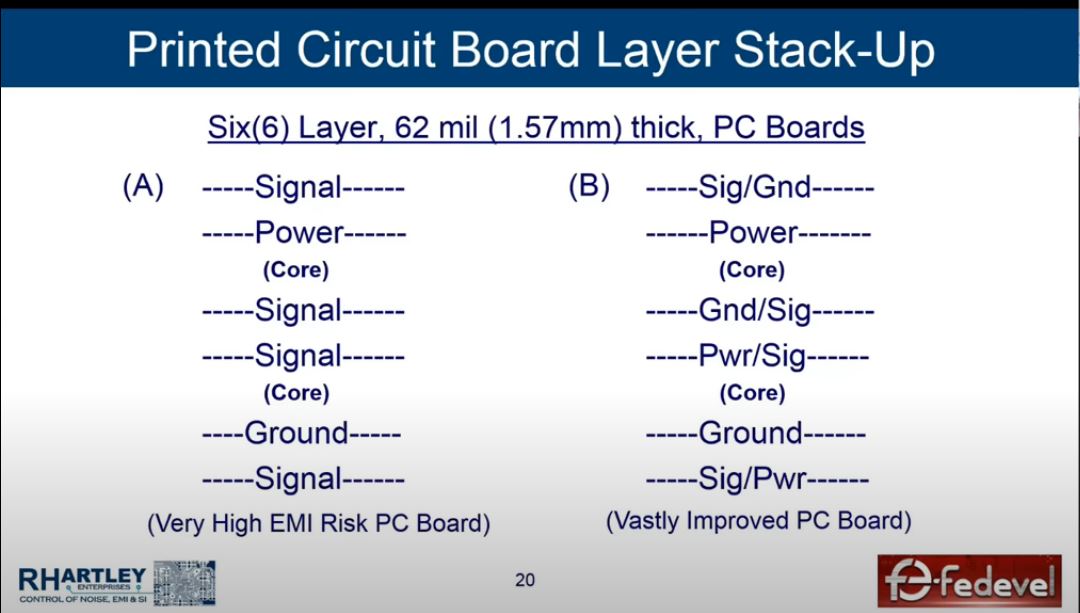 Printed Circuit Board Layer Stack-Up
Six(6) Layer, 62 mil (1.57mm) thick, PC Boards
(A) -----Signal------
-----Power------
(Core)
-----Signal------
-----Signal------
(Core)
----Ground-----
-----Signal------
(Very High EMI Risk PC Board)
(B) -----Sig/Gnd------
------Power-------
(Core)
-----Gnd/Sig------
-----Pwr/Sig------
(Core)
-----Ground------
-----Sig/Pwr------
(Vastly Improved PC Board)
RHARTLEY
ENTERPRISES
CONTROL OF NOISE, EMI & SI
20
fedevel